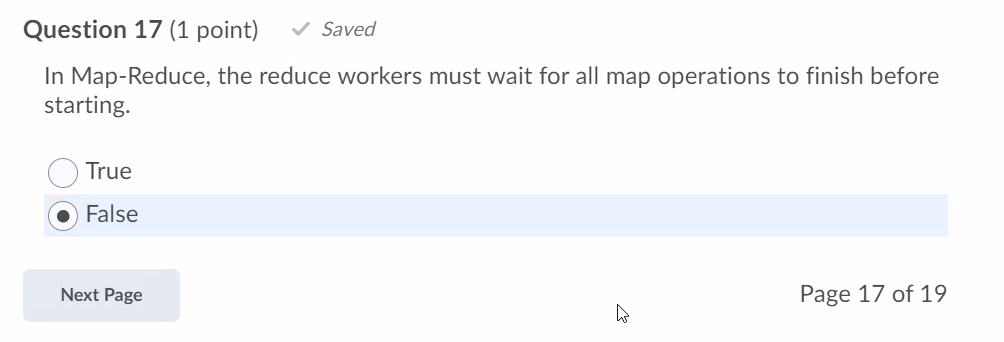 Question 17 (1 point) Saved
In Map-Reduce, the reduce workers must wait for all map operations to finish before
starting.
True
False
Next Page Page 17 of 19